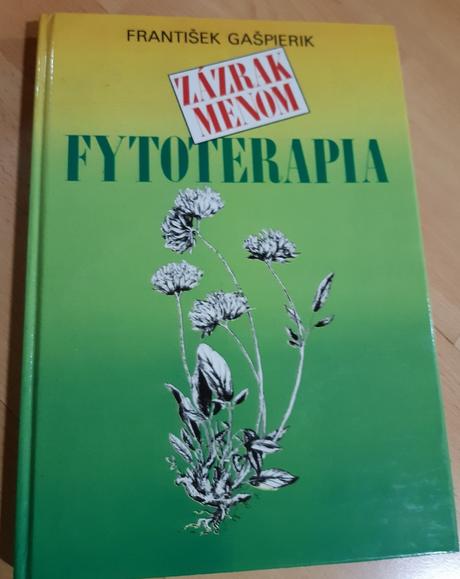 FRANTIŠEK GAŠPIERIK
ZÁZRAK
MENOM
FYTOTERAPIA